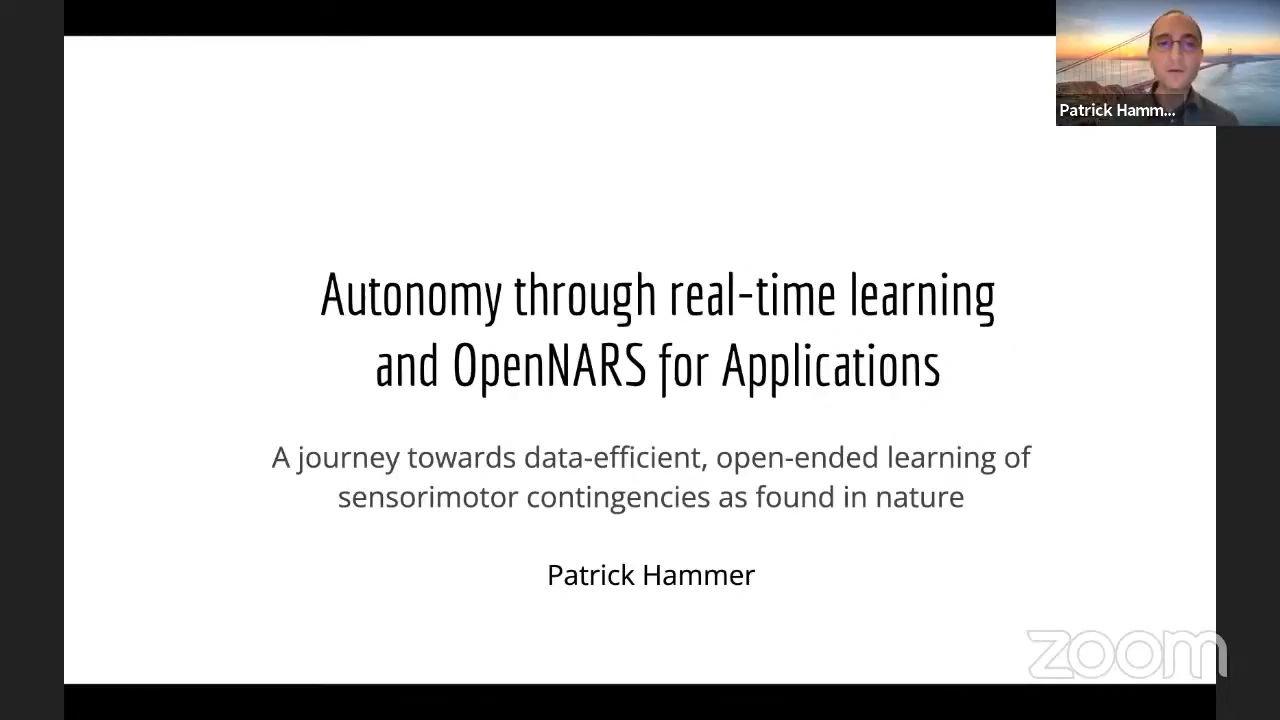 Patrick Hamm...
Autonomy through real-time learning
and OpenNARS for Applications
A journey towards data-efficient, open-ended learning of
sensorimotor contingencies as found in nature
Patrick Hammer
zoom